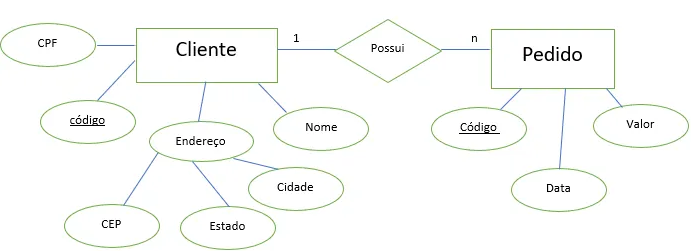 CPF
Cliente
1
Possui
n
Pedido
código
Endereço
Nome
Código
Valor
Cidade
Data
CEP
Estado